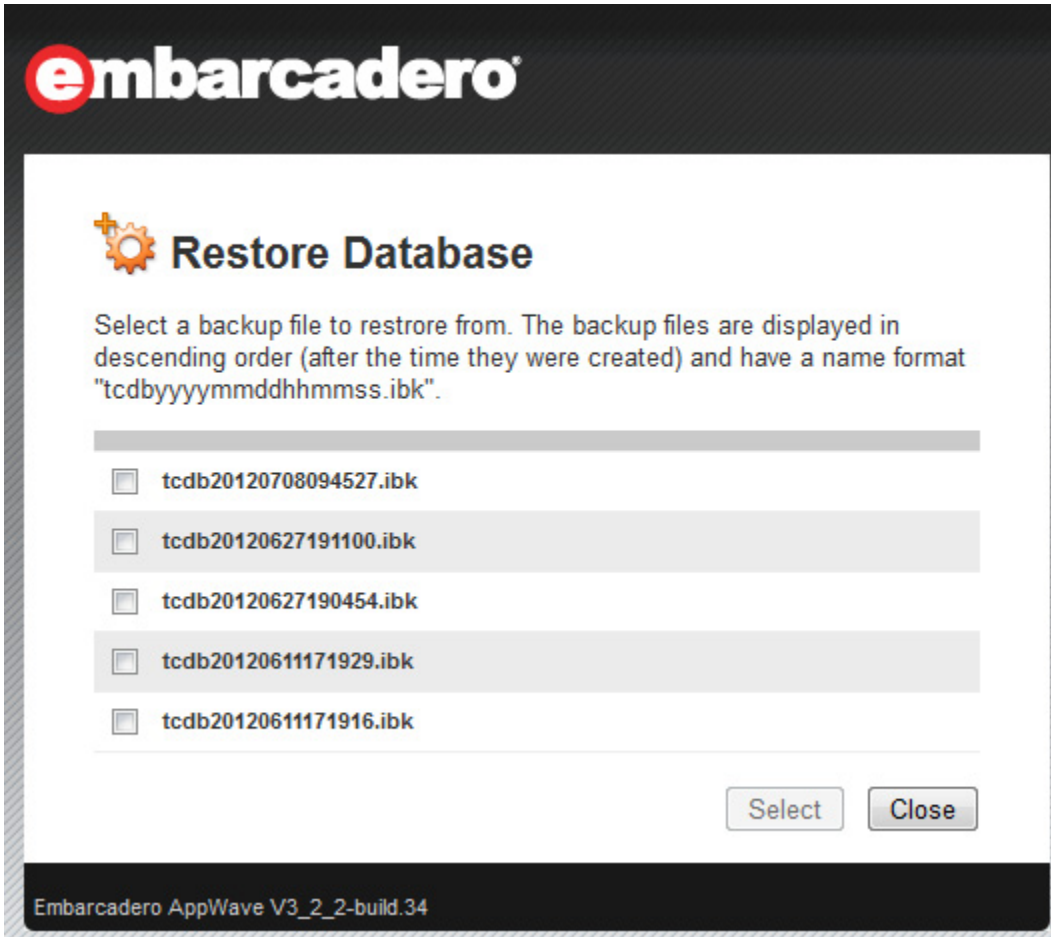 embarcadero®
Restore Database
Select a backup file to restrore from. The backup files are displayed in
descending order (after the time they were created) and have a name format
"tcdbyyyymmddhhmmss.ibk".
tcdb20120708094527.ibk
tcdb20120627191100.ibk
tcdb20120627190454.ibk
tcdb20120611171929.ibk
tcdb20120611171916.ibk
Select Close
Embarcadero AppWave V3_2_2-build.34